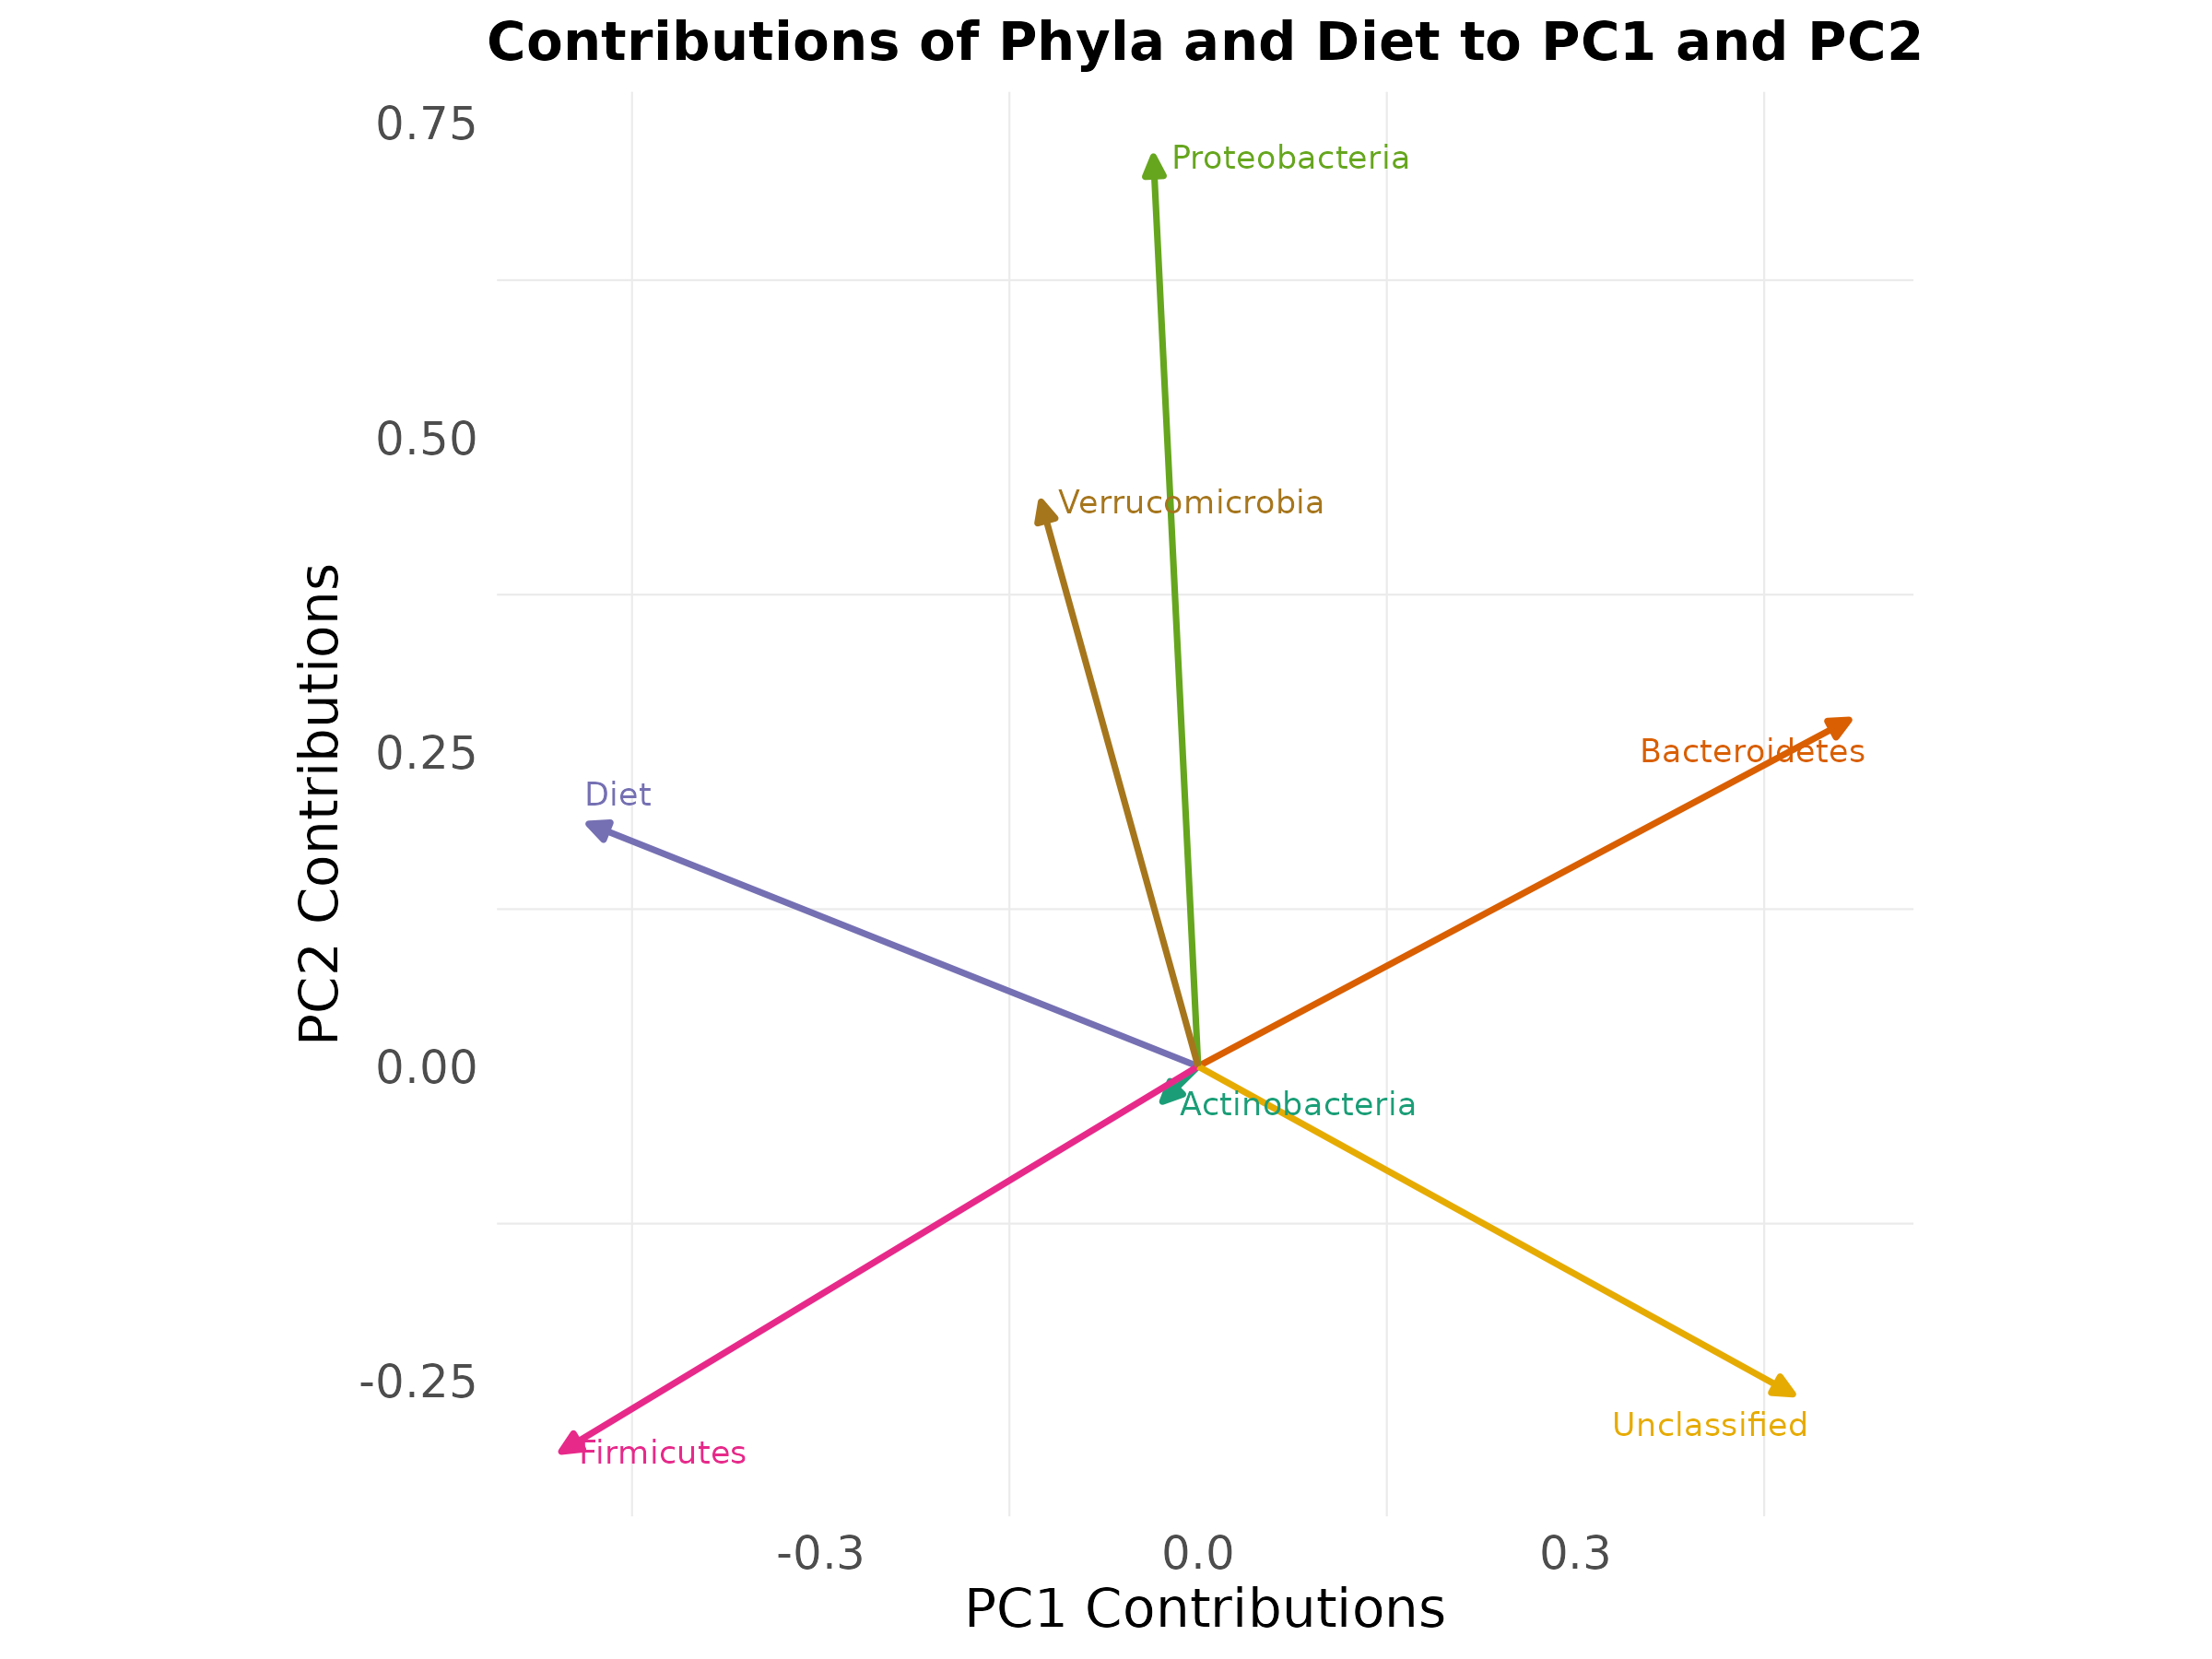 Contributions of Phyla and Diet to PC1 and PC2
0.75
Proteobacteria
0.50
Verrucomicrobia
0.25
Bacteroidetes
Diet
PC2 Contributions
0.00
Actinobacteria
-0.25
Unclassified
Firmicutes
-0.3 0.0 0.3
PC1 Contributions